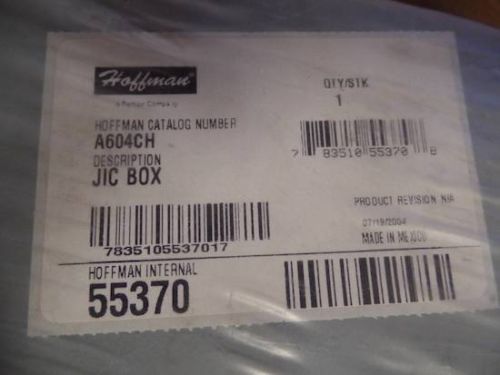 Hoffman
A Pentair Company
QTY/STK
1
HOFFMAN CATALOG NUMBER
A604CH
DESCRIPTION
JIC BOX
7 83510 55370 8
PRODUCT REVISION N/A
07/19/2004
MADE IN MEXICO
7835105537017
HOFFMAN INTERNAL
55370